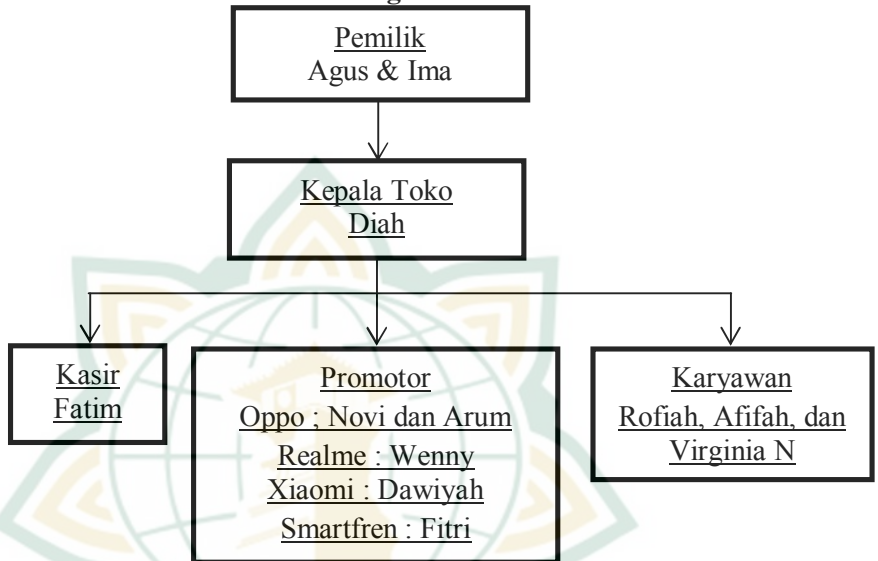 Pemilik
Agus & Ima
Kepala Toko
Diah
Kasir
Fatim
Promotor
Oppo ; Novi dan Arum
Realme : Wenny
Xiaomi : Dawiyah
Smartfren : Fitri
Karyawan
Rofiah, Afifah, dan
Virginia N